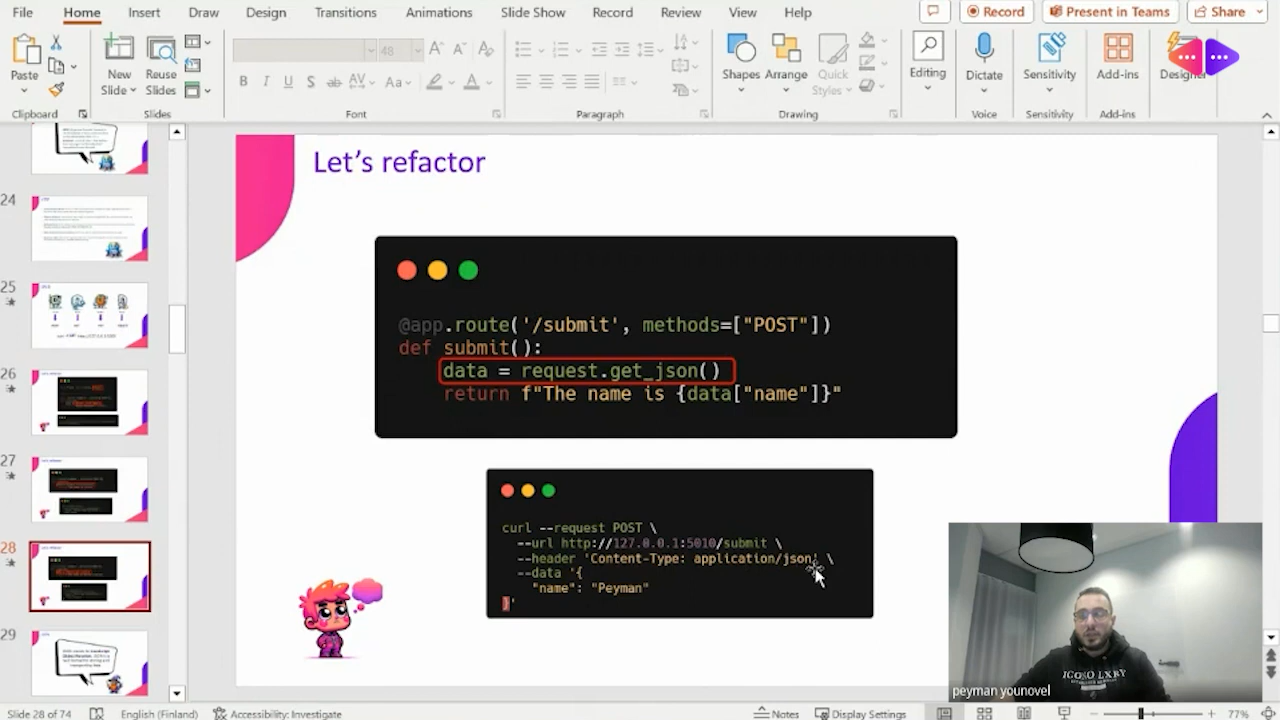 File Home Insert Draw Design Transitions Animations Slide Show Record Review View Help
Record Present in Teams Share
Paste New Slide Reuse Slides Shapes Arrange Quick Styles Editing Dictate Sensitivity Add-ins Designer
Clipboard Slides Font Paragraph Drawing Voice Sensitivity Add-ins
Let's refactor
@app.route('/submit', methods=["POST"])
def submit():
data = request.get_json()
return f"The name is {data["name"]}"
curl --request POST \
--url http://127.0.0.1:5010/submit \
--header 'Content-Type: application/json' \
--data '{
"name": "Peyman"
}'
24
25
26
27
28
29
ICONO LXRY
peyman younovel
Slide 28 of 74 English (Finland) Accessibility: Investigate Notes Display Settings 77%